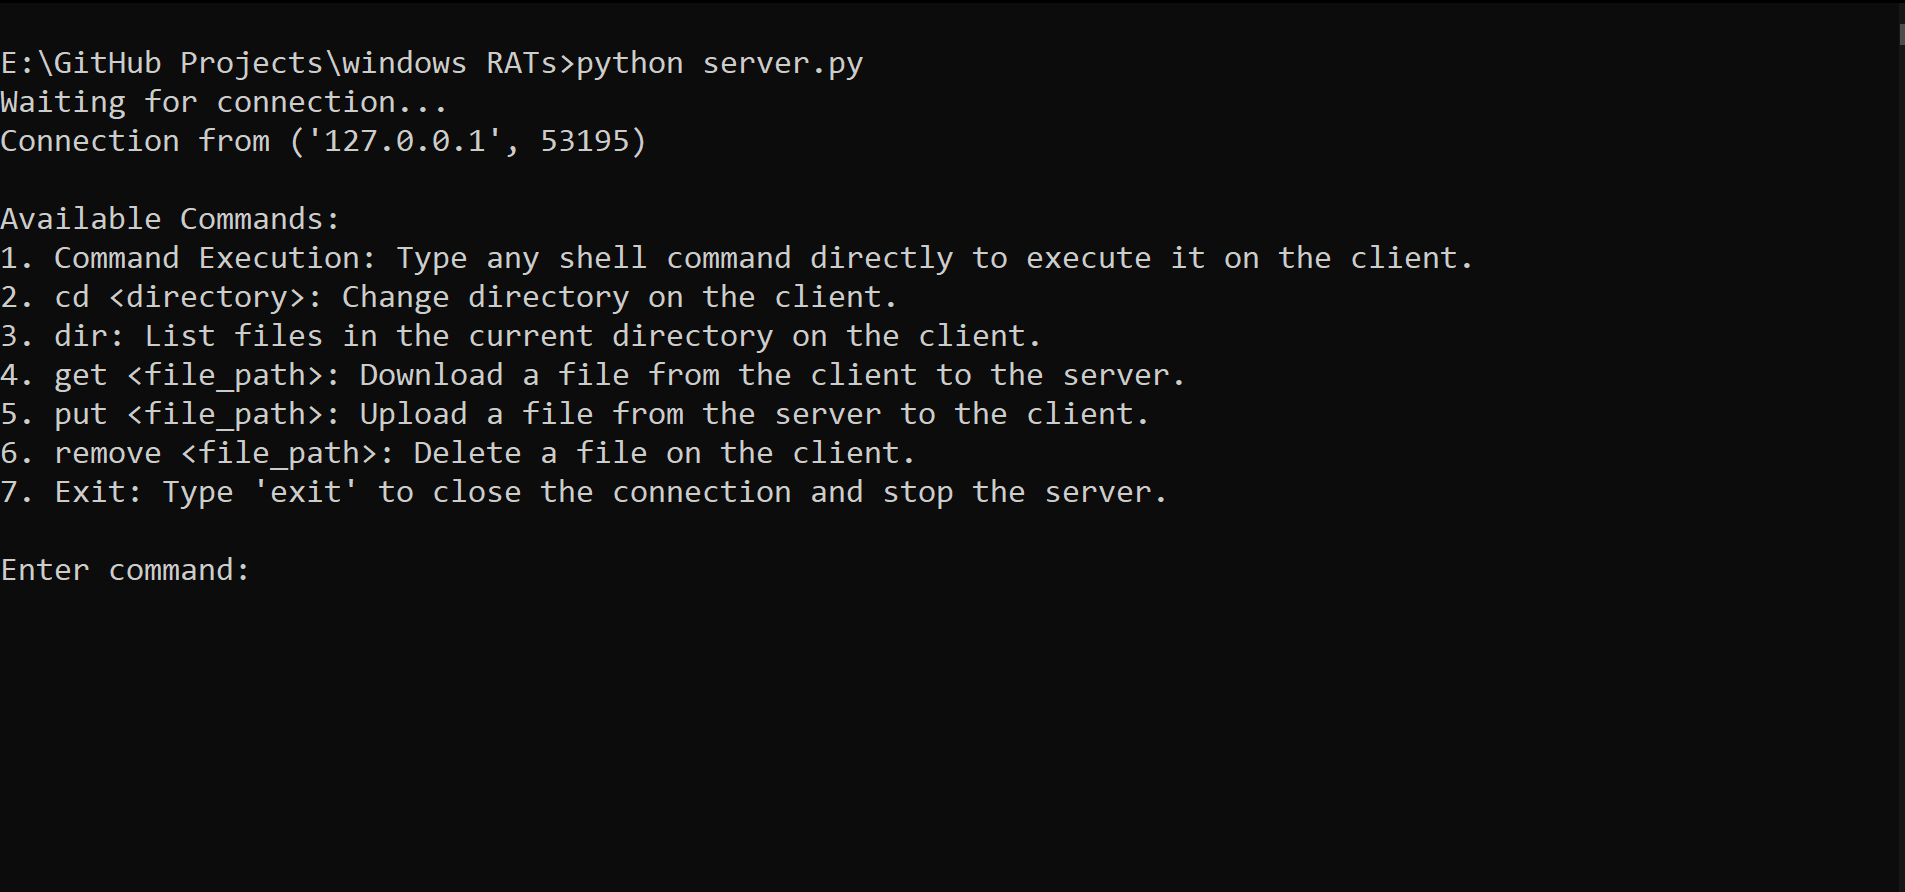 E:\GitHub Projects\windows RATs>python server.py
Waiting for connection...
Connection from ('127.0.0.1', 53195)
Available Commands:
1. Command Execution: Type any shell command directly to execute it on the client.
2. cd <directory>: Change directory on the client.
3. dir: List files in the current directory on the client.
4. get <file_path>: Download a file from the client to the server.
5. put <file_path>: Upload a file from the server to the client.
6. remove <file_path>: Delete a file on the client.
7. Exit: Type 'exit' to close the connection and stop the server.
Enter command: